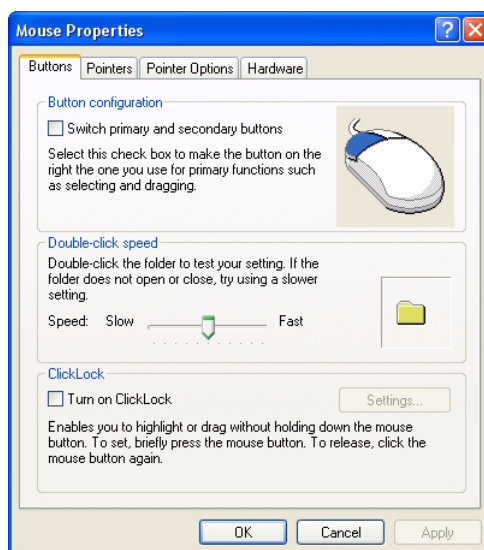 Mouse Properties
Buttons Pointers Pointer Options Hardware
Button configuration
Switch primary and secondary buttons
Select this check box to make the button on the
right the one you use for primary functions such
as selecting and dragging.
Double-click speed
Double-click the folder to test your setting. If the
folder does not open or close, try using a slower
setting.
Speed: Slow Fast
ClickLock
Turn on ClickLock Settings...
Enables you to highlight or drag without holding down the mouse
button. To set, briefly press the mouse button. To release, click the
mouse button again.
OK Cancel Apply